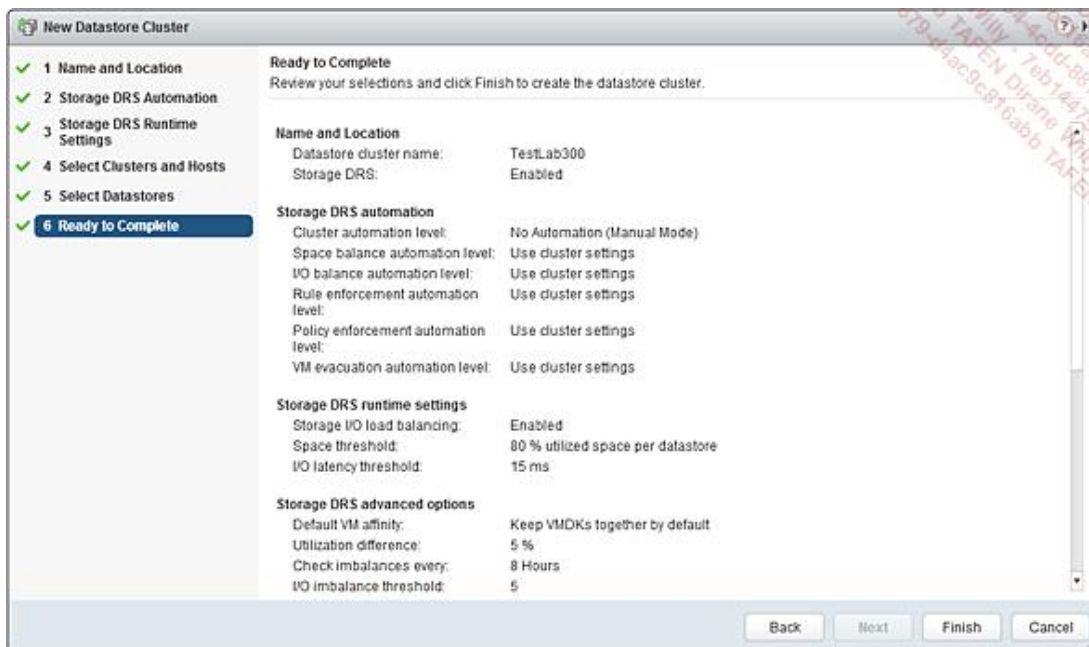 New Datastore Cluster
?
1 Name and Location
2 Storage DRS Automation
3 Storage DRS Runtime
Settings
4 Select Clusters and Hosts
5 Select Datastores
6 Ready to Complete
Ready to Complete
Review your selections and click Finish to create the datastore cluster.
Name and Location
Datastore cluster name: TestLab300
Storage DRS: Enabled
Storage DRS automation
Cluster automation level: No Automation (Manual Mode)
Space balance automation level: Use cluster settings
I/O balance automation level: Use cluster settings
Rule enforcement automation Use cluster settings
level:
Policy enforcement automation Use cluster settings
level:
VM evacuation automation level: Use cluster settings
Storage DRS runtime settings
Storage I/O load balancing: Enabled
Space threshold: 80 % utilized space per datastore
I/O latency threshold: 15 ms
Storage DRS advanced options
Default VM affinity: Keep VMDKs together by default
Utilization difference: 5 %
Check imbalances every: 8 Hours
I/O imbalance threshold: 5
Back Next Finish Cancel